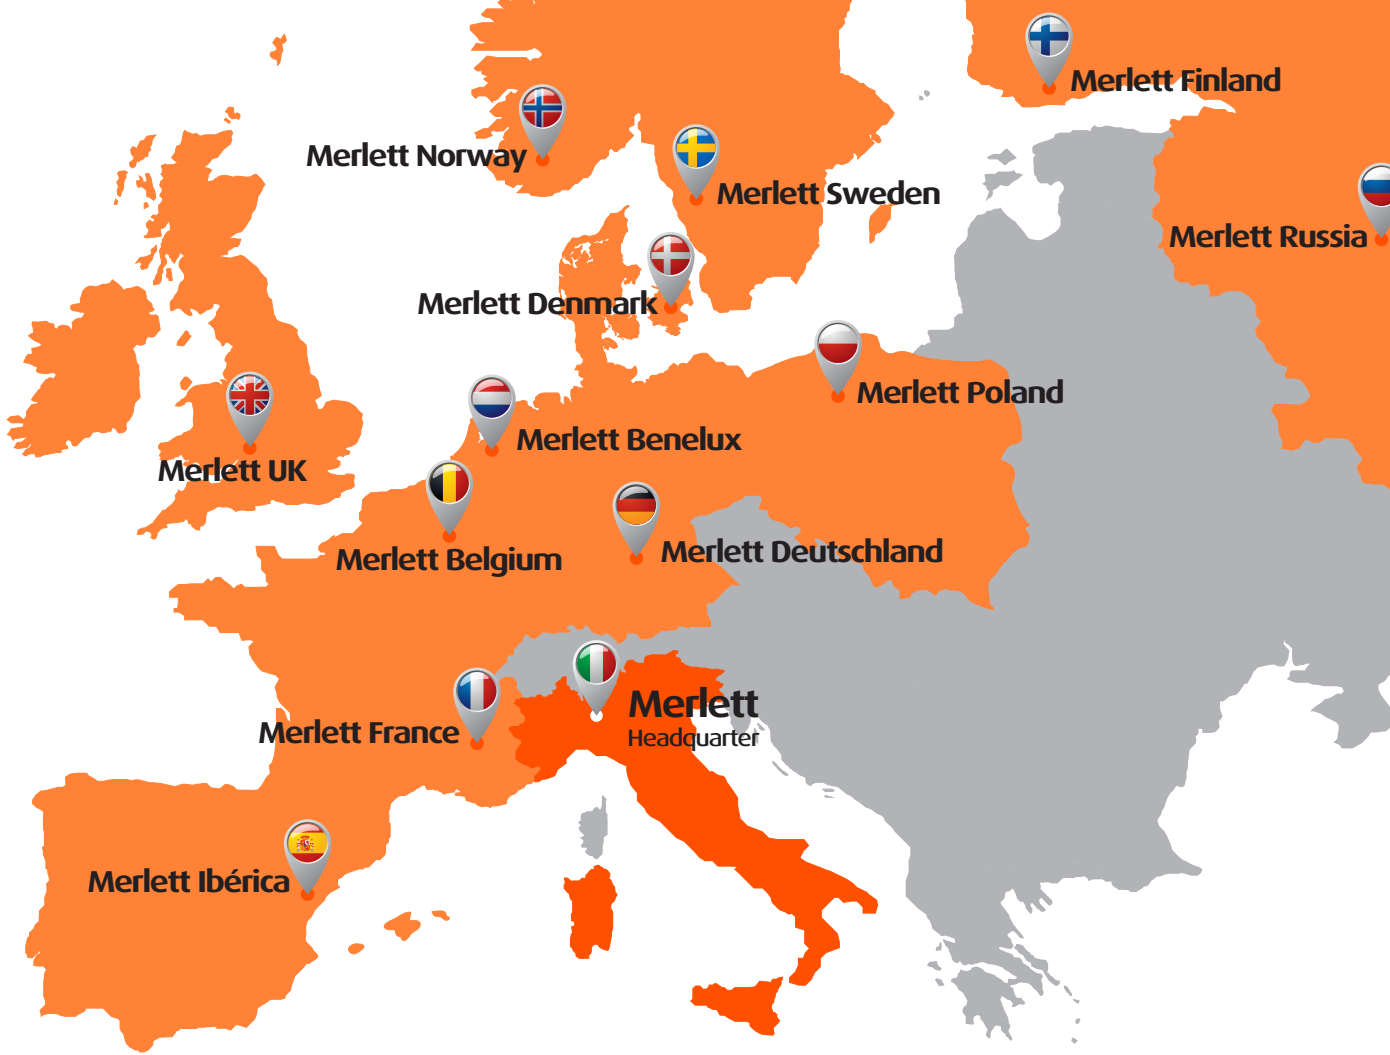 Merlett Finland
Merlett Norway
Merlett Sweden
Merlett Russia
Merlett Denmark
Merlett Poland
Merlett Benelux
Merlett UK
Merlett Belgium
Merlett Deutschland
Merlett
Headquarter
Merlett France
Merlett Ibérica